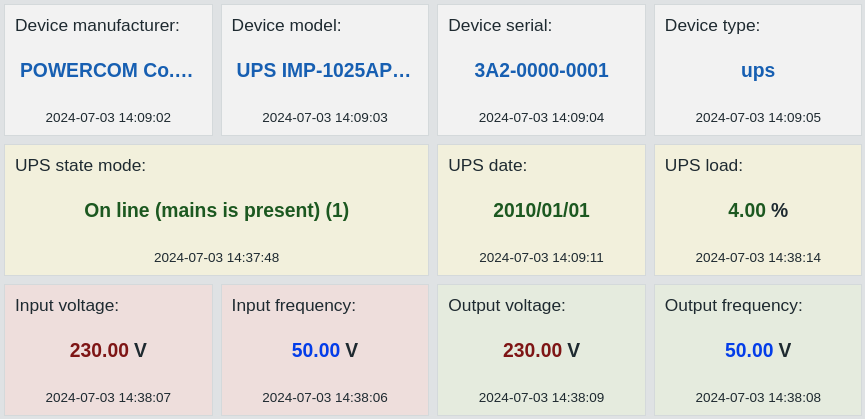 Device manufacturer:
POWERCOM Co....
2024-07-03 14:09:02
Device model:
UPS IMP-1025AP...
2024-07-03 14:09:03
Device serial:
3A2-0000-0001
2024-07-03 14:09:04
Device type:
ups
2024-07-03 14:09:05
UPS state mode:
On line (mains is present) (1)
2024-07-03 14:37:48
UPS date:
2010/01/01
2024-07-03 14:09:11
UPS load:
4.00 %
2024-07-03 14:38:14
Input voltage:
230.00 V
2024-07-03 14:38:07
Input frequency:
50.00 V
2024-07-03 14:38:06
Output voltage:
230.00 V
2024-07-03 14:38:09
Output frequency:
50.00 V
2024-07-03 14:38:08